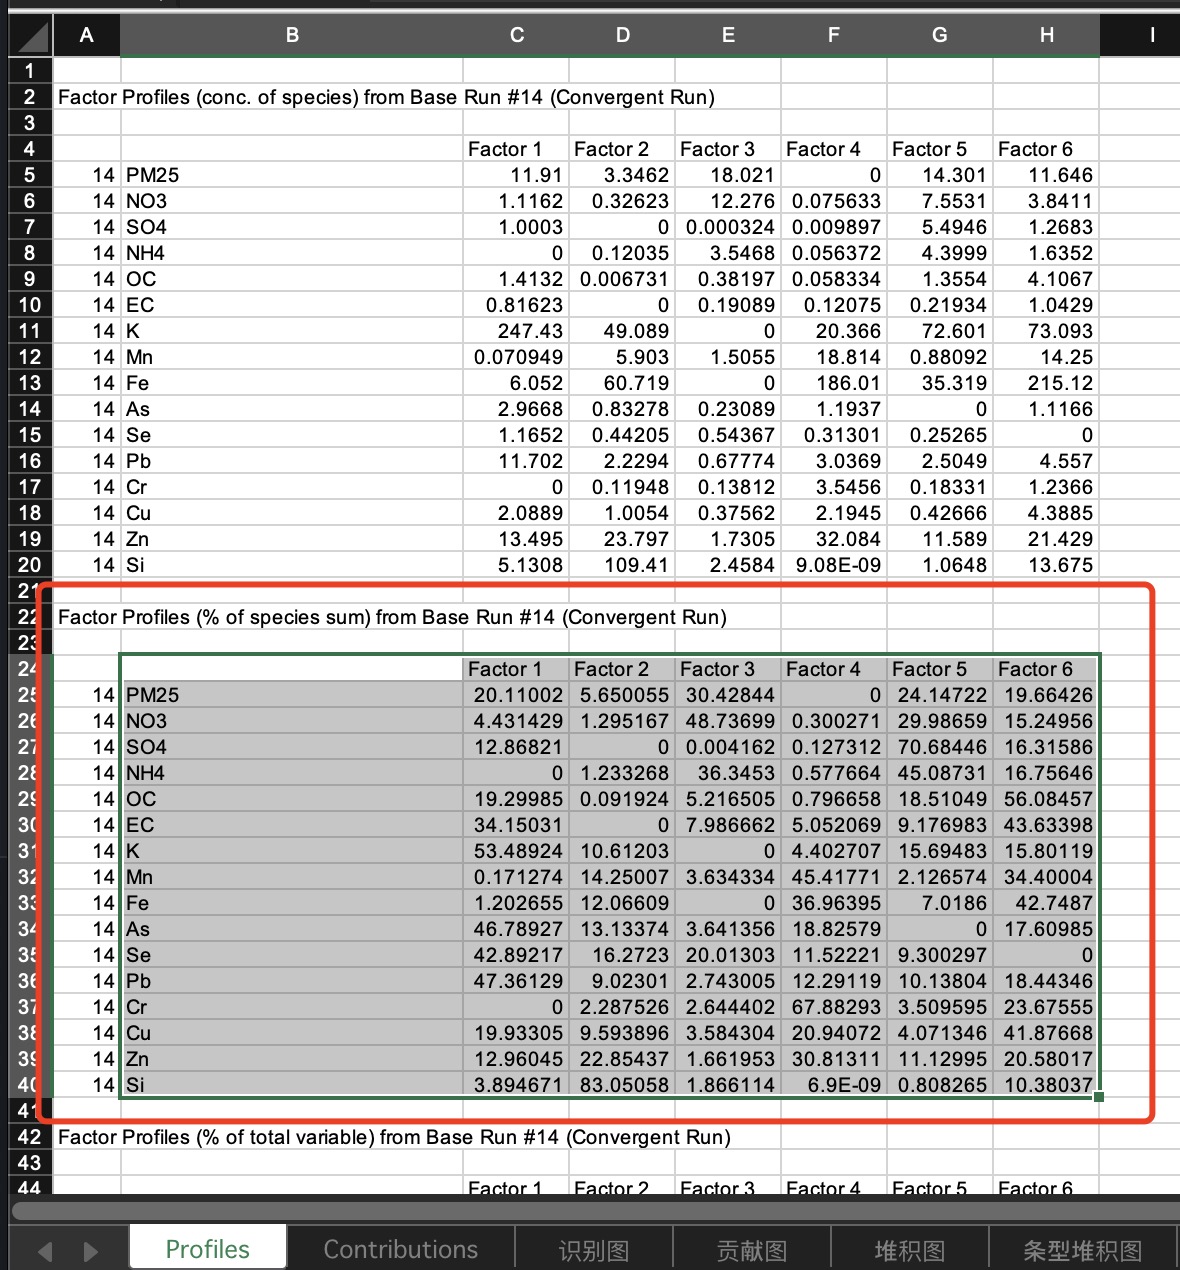 A B C D E F G H I
1
2 Factor Profiles (conc. of species) from Base Run #14 (Convergent Run)
3
4 Factor 1 Factor 2 Factor 3 Factor 4 Factor 5 Factor 6
5 14 PM25 11.91 3.3462 18.021 0 14.301 11.646
6 14 NO3 1.1162 0.32623 12.276 0.075633 7.5531 3.8411
7 14 SO4 1.0003 0 0.000324 0.009897 5.4946 1.2683
8 14 NH4 0 0.12035 3.5468 0.056372 4.3999 1.6352
9 14 OC 1.4132 0.006731 0.38197 0.058334 1.3554 4.1067
10 14 EC 0.81623 0 0.19089 0.12075 0.21934 1.0429
11 14 K 247.43 49.089 0 20.366 72.601 73.093
12 14 Mn 0.070949 5.903 1.5055 18.814 0.88092 14.25
13 14 Fe 6.052 60.719 0 186.01 35.319 215.12
14 14 As 2.9668 0.83278 0.23089 1.1937 0 1.1166
15 14 Se 1.1652 0.44205 0.54367 0.31301 0.25265 0
16 14 Pb 11.702 2.2294 0.67774 3.0369 2.5049 4.557
17 14 Cr 0 0.11948 0.13812 3.5456 0.18331 1.2366
18 14 Cu 2.0889 1.0054 0.37562 2.1945 0.42666 4.3885
19 14 Zn 13.495 23.797 1.7305 32.084 11.589 21.429
20 14 Si 5.1308 109.41 2.4584 9.08E-09 1.0648 13.675
21
22 Factor Profiles (% of species sum) from Base Run #14 (Convergent Run)
23
24 Factor 1 Factor 2 Factor 3 Factor 4 Factor 5 Factor 6
25 14 PM25 20.11002 5.650055 30.42844 0 24.14722 19.66426
26 14 NO3 4.431429 1.295167 48.73699 0.300271 29.98659 15.24956
27 14 SO4 12.86821 0 0.004162 0.127312 70.68446 16.31586
28 14 NH4 0 1.233268 36.3453 0.577664 45.08731 16.75646
29 14 OC 19.29985 0.091924 5.216505 0.796658 18.51049 56.08457
30 14 EC 34.15031 0 7.986662 5.052069 9.176983 43.63398
31 14 K 53.48924 10.61203 0 4.402707 15.69483 15.80119
32 14 Mn 0.171274 14.25007 3.634334 45.41771 2.126574 34.40004
33 14 Fe 1.202655 12.06609 0 36.96395 7.0186 42.7487
34 14 As 46.78927 13.13374 3.641356 18.82579 0 17.60985
35 14 Se 42.89217 16.2723 20.01303 11.52221 9.300297 0
36 14 Pb 47.36129 9.02301 2.743005 12.29119 10.13804 18.44346
37 14 Cr 0 2.287526 2.644402 67.88293 3.509595 23.67555
38 14 Cu 19.93305 9.593896 3.584304 20.94072 4.071346 41.87668
39 14 Zn 12.96045 22.85437 1.661953 30.81311 11.12995 20.58017
40 14 Si 3.894671 83.05058 1.866114 6.9E-09 0.808265 10.38037
41
42 Factor Profiles (% of total variable) from Base Run #14 (Convergent Run)
43
44 Factor 1 Factor 2 Factor 3 Factor 4 Factor 5 Factor 6
Profiles Contributions 识别图 贡献图 堆积图 条型堆积图